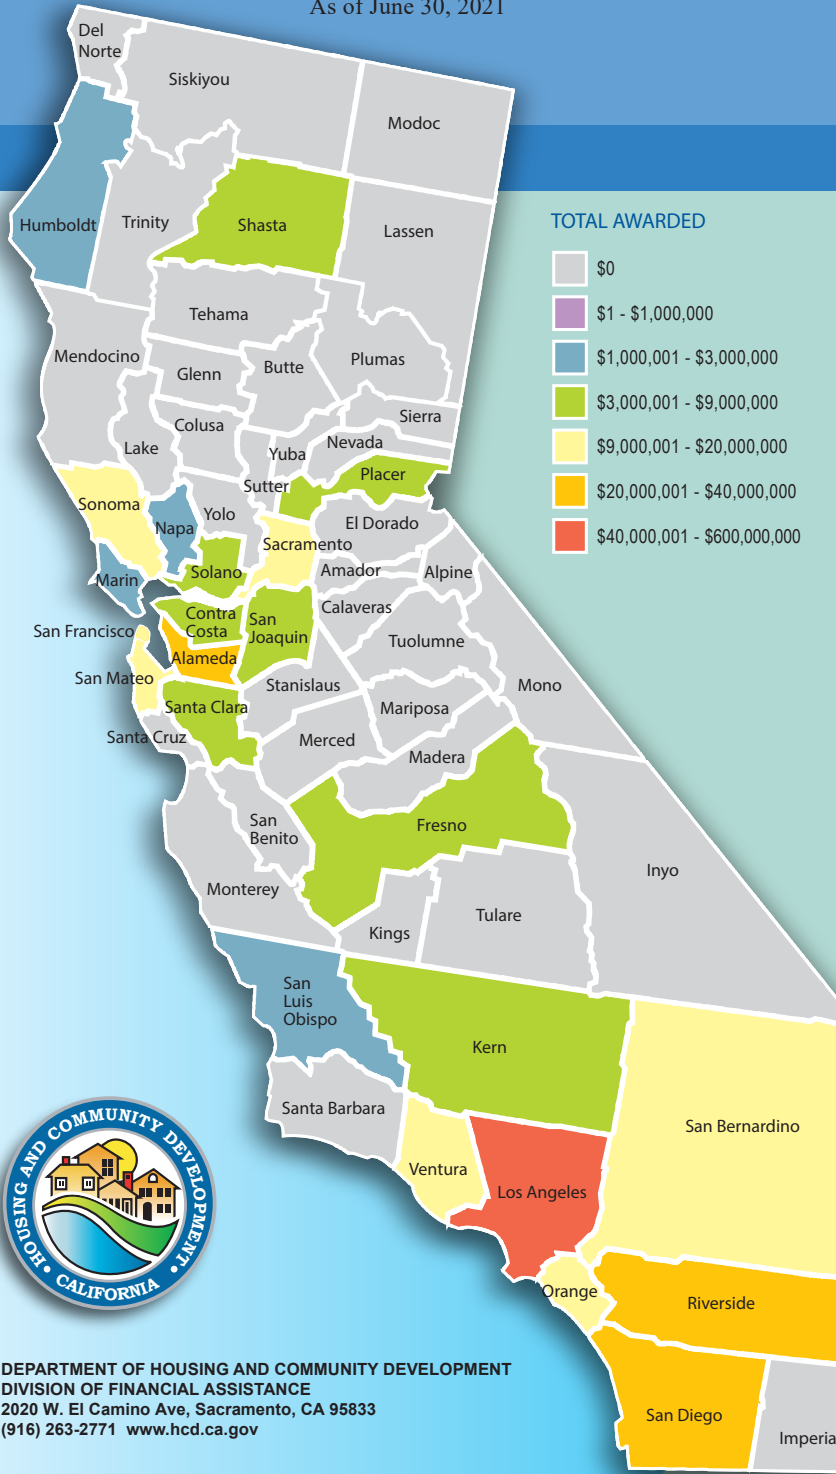 As of June 30, 2021
Del
Norte
Siskiyou
Modoc
Humboldt
Trinity
Shasta
Lassen
TOTAL AWARDED
$0
$1 - $1,000,000
$1,000,001 - $3,000,000
$3,000,001 - $9,000,000
$9,000,001 - $20,000,000
$20,000,001 - $40,000,000
$40,000,001 - $600,000,000
Tehama
Mendocino
Glenn
Butte
Plumas
Colusa
Sierra
Lake
Yuba
Nevada
Sutter
Placer
Sonoma
Napa
Yolo
El Dorado
Sacramento
Marin
Solano
Amador
Alpine
Calaveras
San Francisco
Contra
Costa
San
Joaquin
Tuolumne
Alameda
San Mateo
Stanislaus
Mono
Santa Clara
Mariposa
Santa Cruz
Merced
Madera
San
Benito
Fresno
Inyo
Monterey
Kings
Tulare
San
Luis
Obispo
Kern
Santa Barbara
San Bernardino
Ventura
Los Angeles
Orange
Riverside
San Diego
Imperia
HOUSING AND COMMUNITY DEVELOPMENT
• CALIFORNIA •
DEPARTMENT OF HOUSING AND COMMUNITY DEVELOPMENT
DIVISION OF FINANCIAL ASSISTANCE
2020 W. El Camino Ave, Sacramento, CA 95833
(916) 263-2771 www.hcd.ca.gov